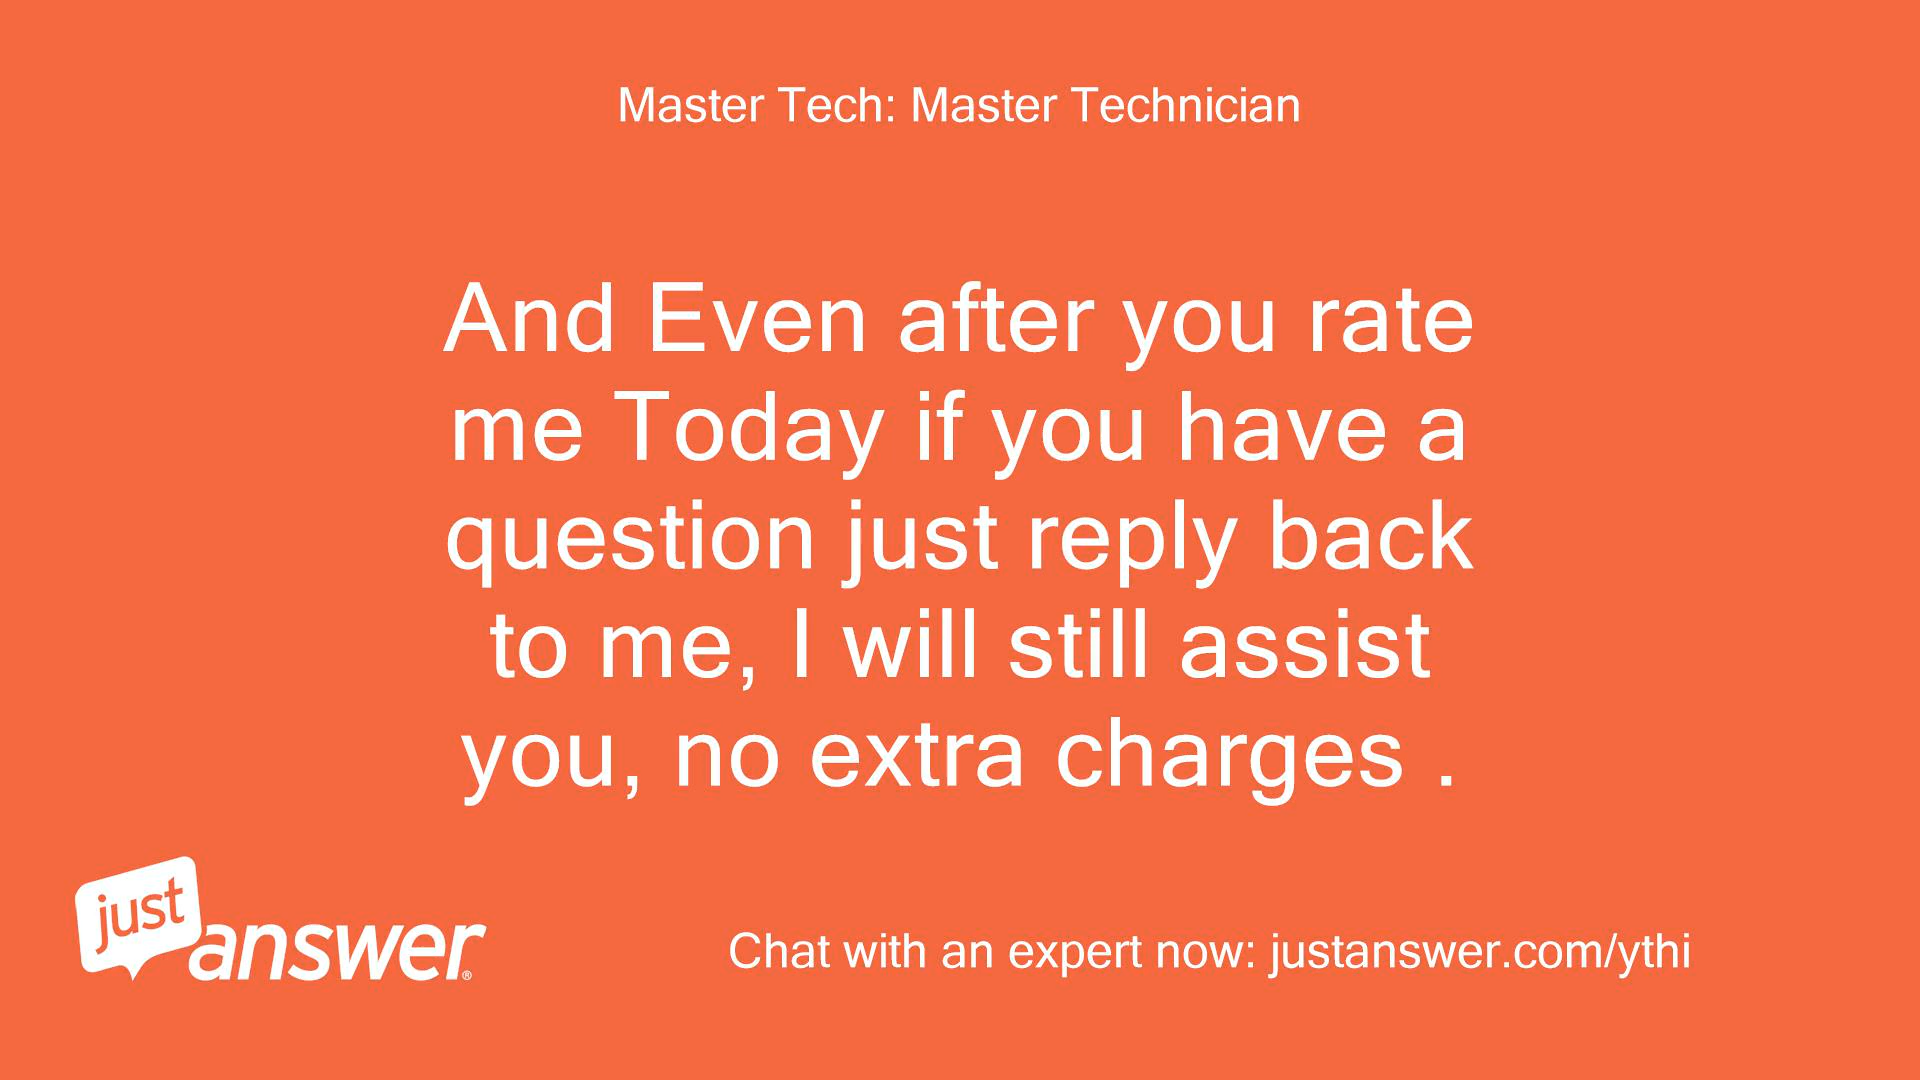 Master Tech: Master Technician
And Even after you rate
me Today if you have a
question just reply back
to me, I will still assist
you, no extra charges .
just
answer®
Chat with an expert now: justanswer.com/ythi